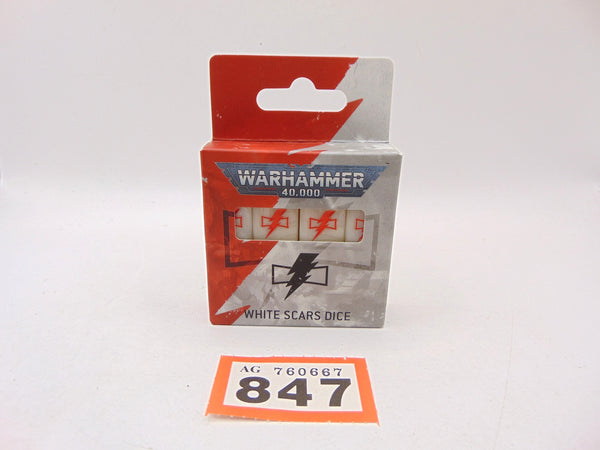 WARHAMMER
40,000
WHITE SCARS DICE
AG 760667
847